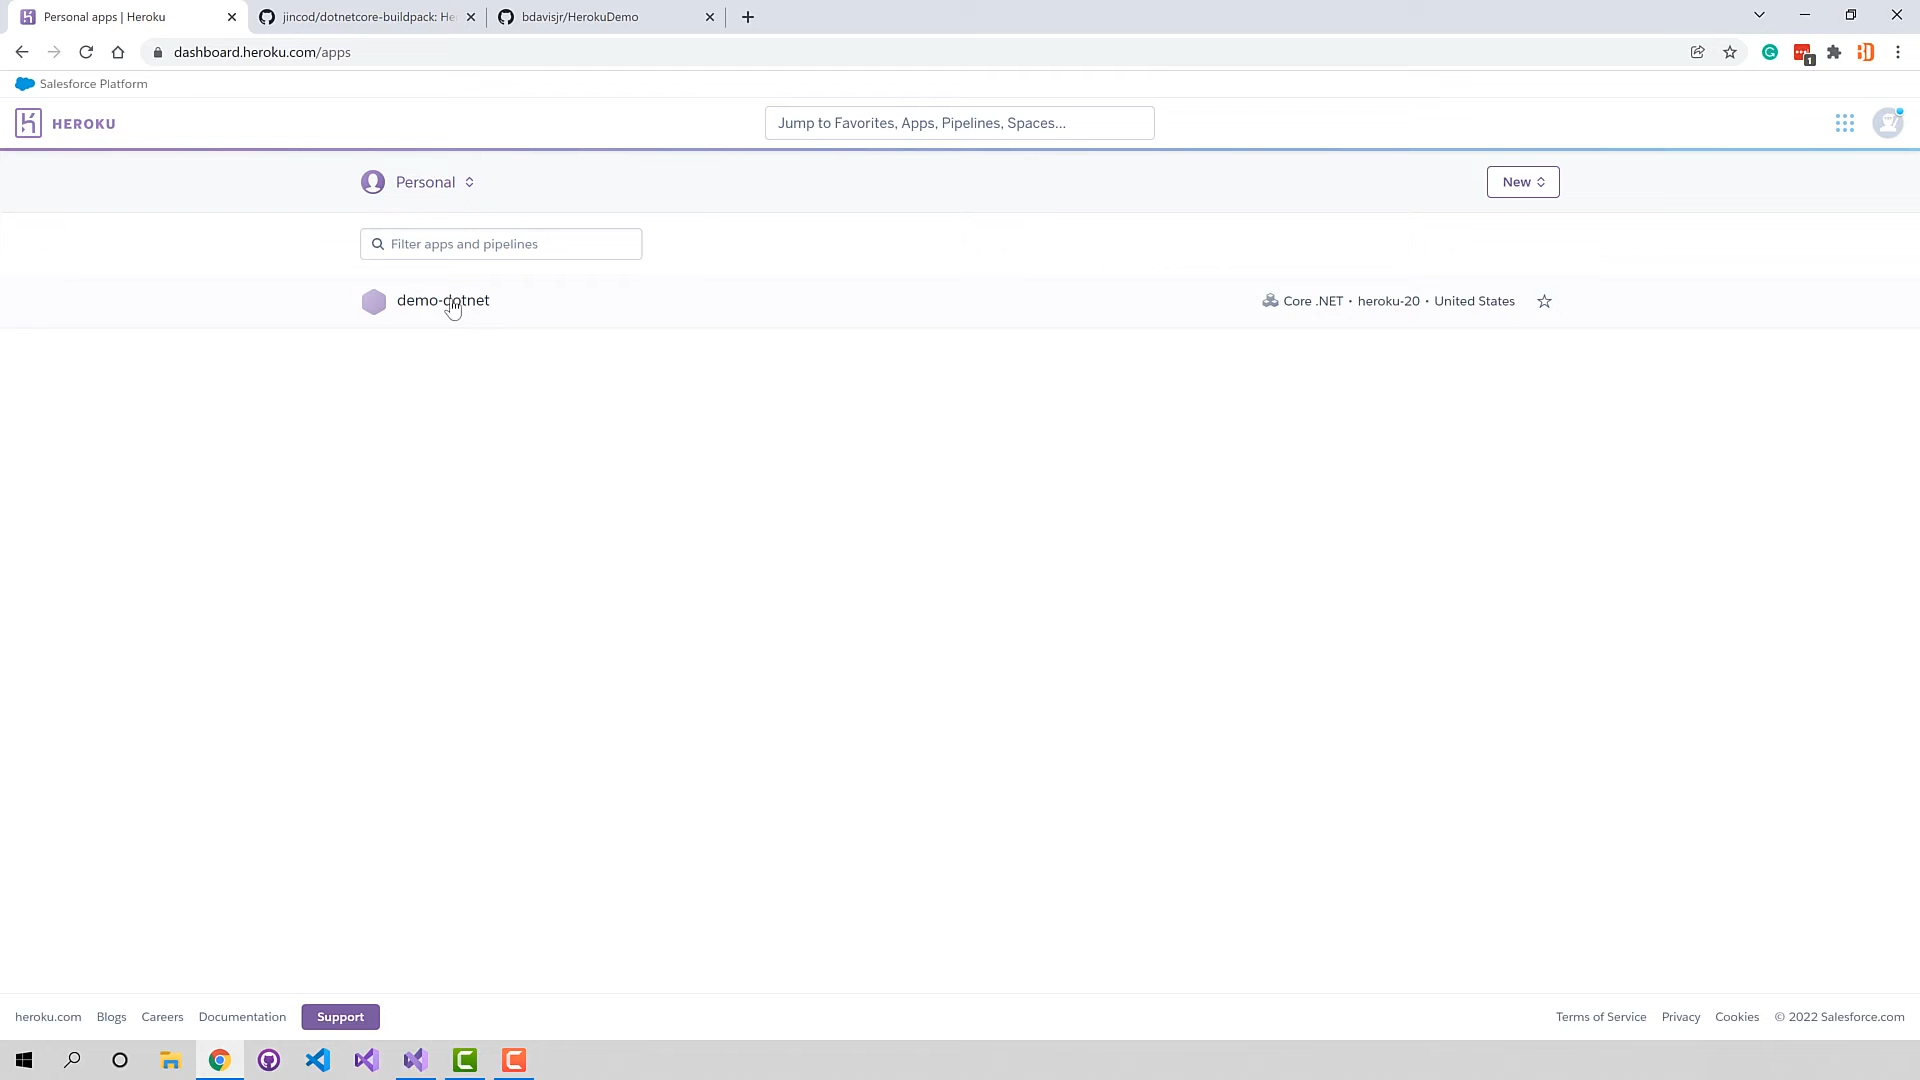 Personal apps | Heroku
jincod/dotnetcore-buildpack: He
bdavisjr/HerokuDemo
dashboard.heroku.com/apps
1
Salesforce Platform
HEROKU
Jump to Favorites, Apps, Pipelines, Spaces...
Personal
New
Filter apps and pipelines
demo-dotnet
Core .NET • heroku-20 • United States
heroku.com Blogs Careers Documentation Support
Terms of Service Privacy Cookies © 2022 Salesforce.com